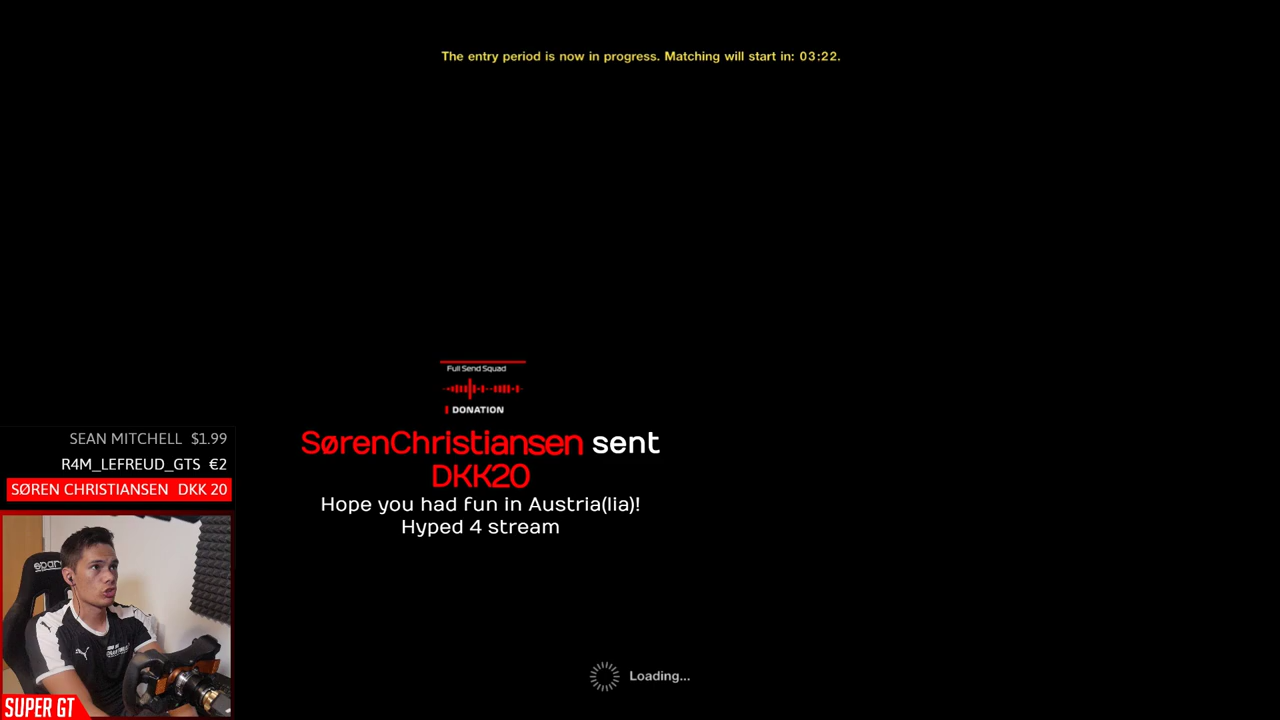 The entry period is now in progress. Matching will start in: 03:22.
Full Send Squad
DONATION
SørenChristiansen sent
DKK20
Hope you had fun in Austria(lia)!
Hyped 4 stream
SEAN MITCHELL $1.99
R4M_LEFREUD_GTS €2
SØREN CHRISTIANSEN DKK 20
SUPER GT
Loading...